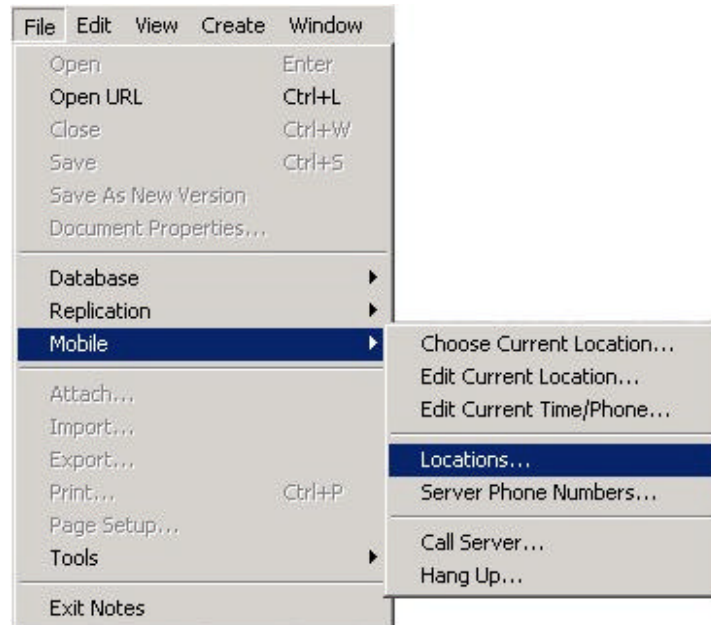 File Edit View Create Window
Open Enter
Open URL Ctrl+L
Close Ctrl+W
Save Ctrl+S
Save As New Version
Document Properties...
Database
Replication
Mobile
Attach...
Import...
Export...
Print... Ctrl+P
Page Setup...
Tools
Exit Notes
Choose Current Location...
Edit Current Location...
Edit Current Time/Phone...
Locations...
Server Phone Numbers...
Call Server...
Hang Up...